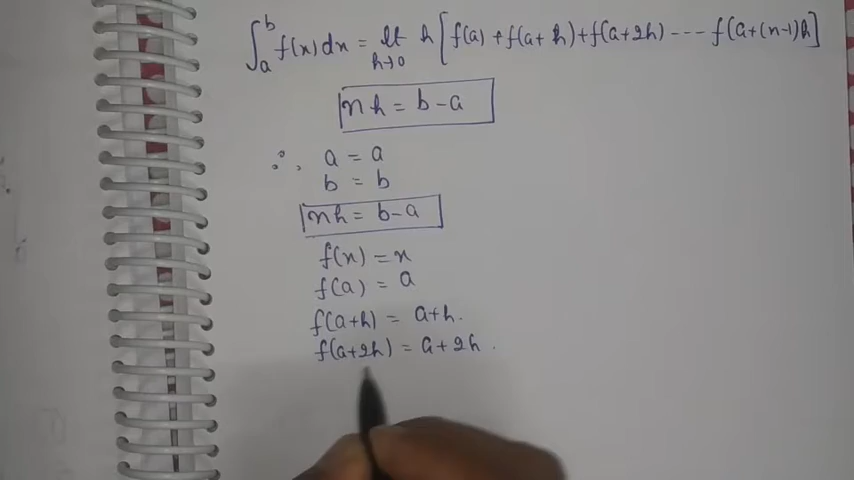 ∫_a^b f(x) dx = lt_{h→0} h [ f(a) + f(a+h) + f(a+2h) --- f(a+(n-1)h ]
nh = b-a
∴, a = a
b = b
nh = b-a
f(x) = x
f(a) = a
f(a+h) = a+h.
f(a+2h) = a+2h.